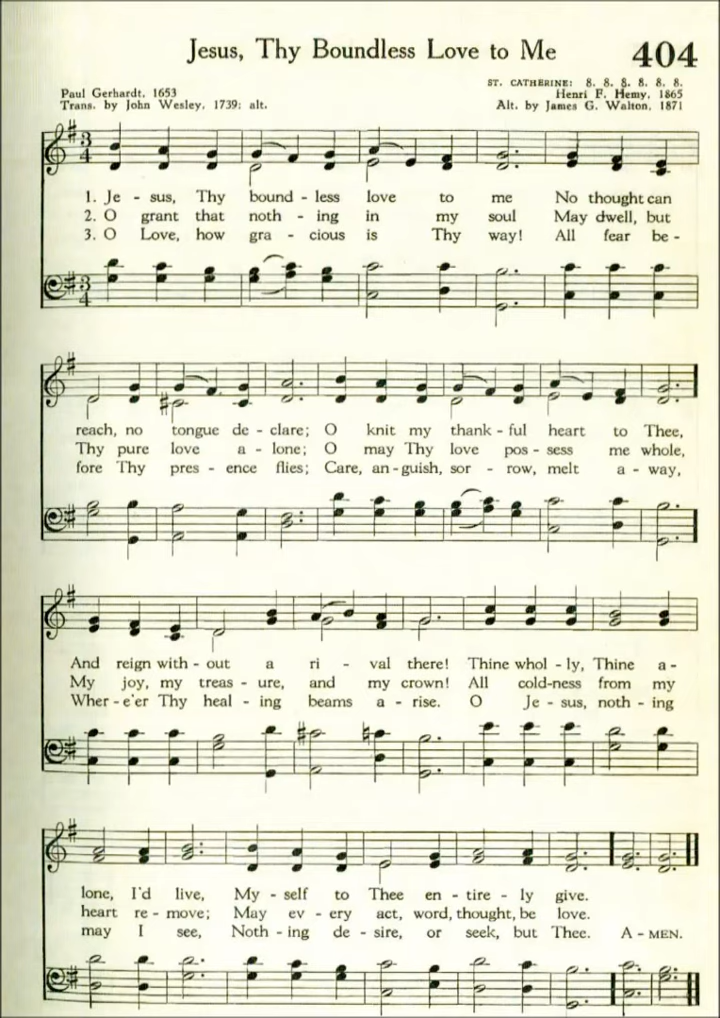 Jesus, Thy Boundless Love to Me 404
Paul Gerhardt, 1653
Trans. by John Wesley, 1739; alt.
ST. CATHERINE: 8. 8. 8. 8. 8. 8.
Henri F. Hemy, 1865
Alt. by James G. Walton, 1871
3
4
1. Je - sus, Thy bound - less love to me No thought can
2. O grant that noth - ing in my soul May dwell, but
3. O Love, how gra - cious is Thy way! All fear be -
3
4
reach, no tongue de - clare; O knit my thank - ful heart to Thee,
Thy pure love a - lone; O may Thy love pos - sess me whole,
fore Thy pres - ence flies; Care, an - guish, sor - row, melt a - way,
And reign with - out a ri - val there! Thine whol - ly, Thine a -
My joy, my treas - ure, and my crown! All cold-ness from my
Wher - e'er Thy heal - ing beams a - rise. O Je - sus, noth - ing
lone, I'd live, My - self to Thee en - tire - ly give.
heart re - move; May ev - ery act, word, thought, be love.
may I see, Noth - ing de - sire, or seek, but Thee. A - MEN.